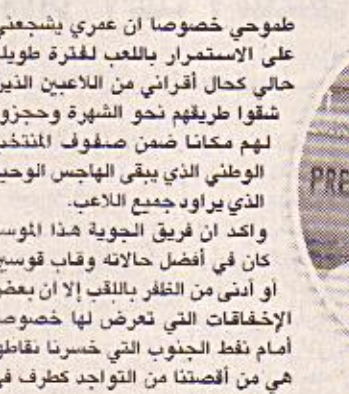 طموحي خصوصا ان عمري يشجعني
على الاستمرار باللعب لفترة طويلة
حالي كحال أقراني من اللاعبين الذين
شقوا طريقهم نحو الشهرة وحجزوا
لهم مكانا ضمن صفوف المنتخب
الوطني الذي يبقى الهاجس الوحيد
الذي يراود جميع اللاعب.
واكد ان فريق الجوية هذا الموسم
كان في أفضل حالاته وقاب قوسين
أو أدنى من الظفر باللقب إلا ان بعض
الإخفاقات التي تعرض لها خصوصا
أمام نفط الجنوب التي خسرنا نقاطها
هي من أقصتنا من التواجد كطرف في
PRE